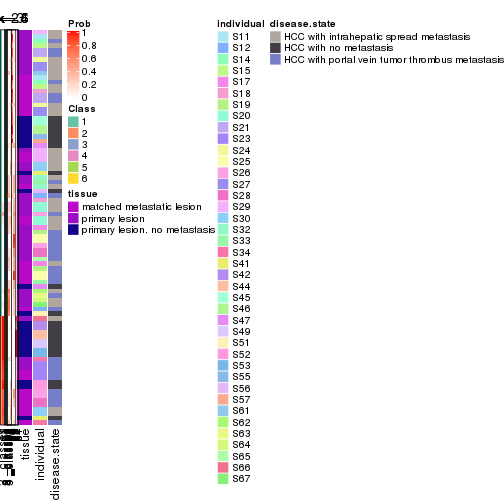 Prob
1
0.8
0.6
0.4
0.2
0
Class
1
2
3
4
5
6
tissue
matched metastatic lesion
primary lesion
primary lesion, no metastasis
individual
S11
S12
S14
S15
S17
S18
S19
S20
S21
S23
S24
S25
S26
S27
S28
S29
S30
S32
S33
S34
S41
S42
S44
S45
S46
S47
S49
S51
S52
S53
S55
S56
S57
S61
S62
S63
S64
S65
S66
S67
disease.state
HCC with intrahepatic spread metastasis
HCC with no metastasis
HCC with portal vein tumor thrombus metastasis
tissue
individual
disease.state